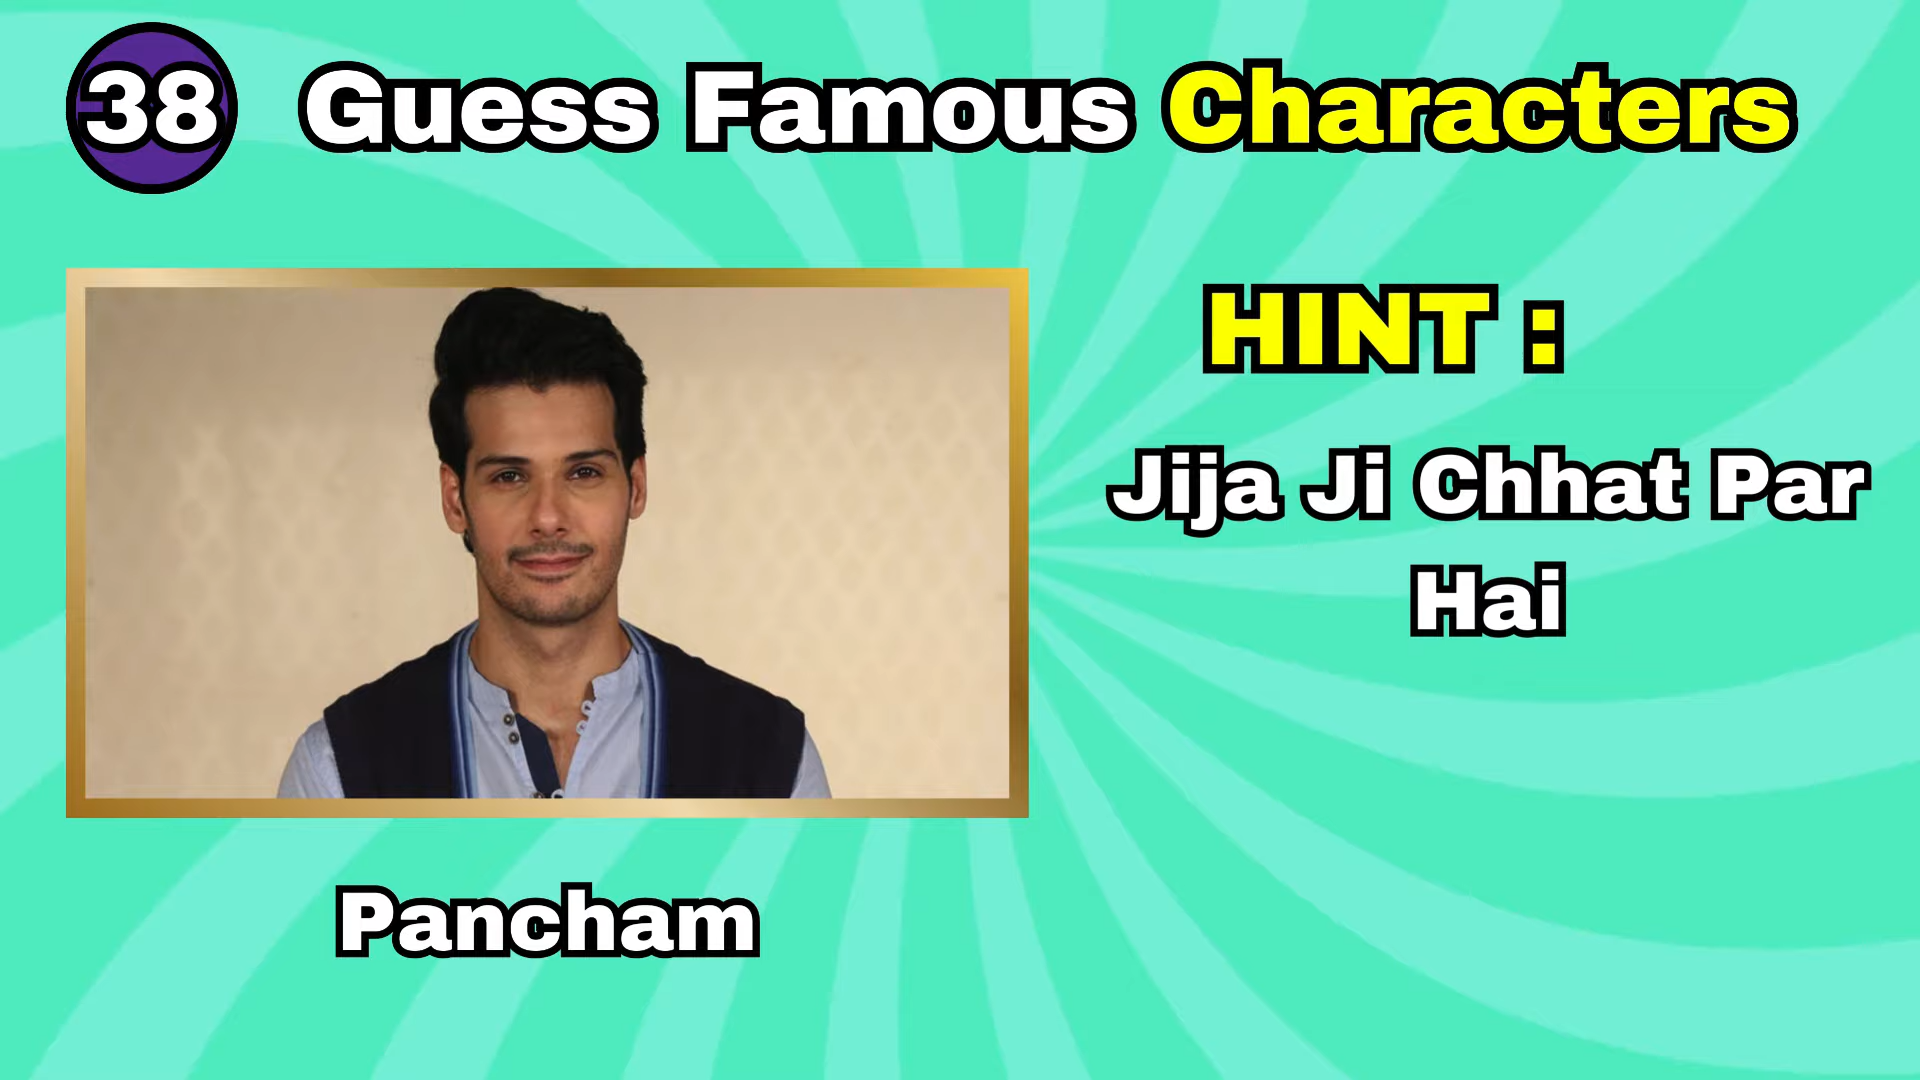 38 Guess Famous Characters
HINT :
Jija Ji Chhat Par
Hai
Pancham